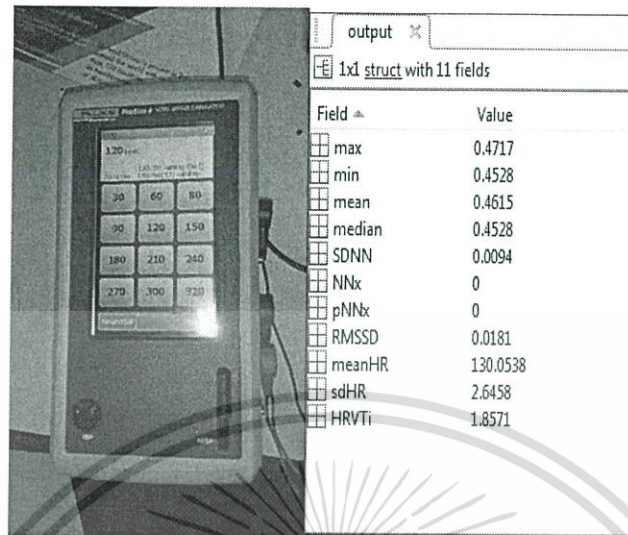 120
30 60 80
90 120 150
180 210 240
270 300 320
output
1x1 struct with 11 fields
Field Value
max 0.4717
min 0.4528
mean 0.4615
median 0.4528
SDNN 0.0094
NNx 0
pNNx 0
RMSSD 0.0181
meanHR 130.0538
sdHR 2.6458
HRVTi 1.8571